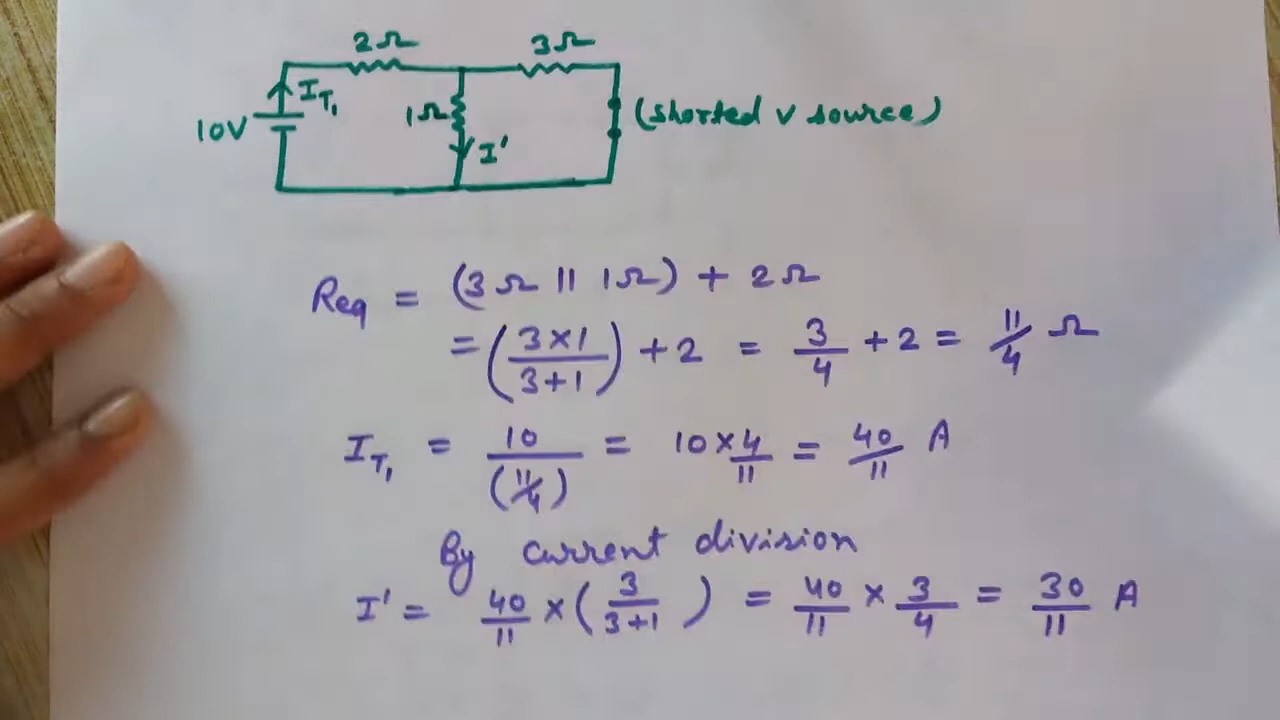 2Ω 3Ω
I_T₁ 1Ω (shorted v source)
10V I'
Req = (3Ω || 1Ω) + 2Ω
= (3×1/3+1) + 2 = 3/4 + 2 = 11/4 Ω
I_T₁ = 10/(11/4) = 10 × 4/11 = 40/11 A
By current division
I' = 40/11 × (3/3+1) = 40/11 × 3/4 = 30/11 A